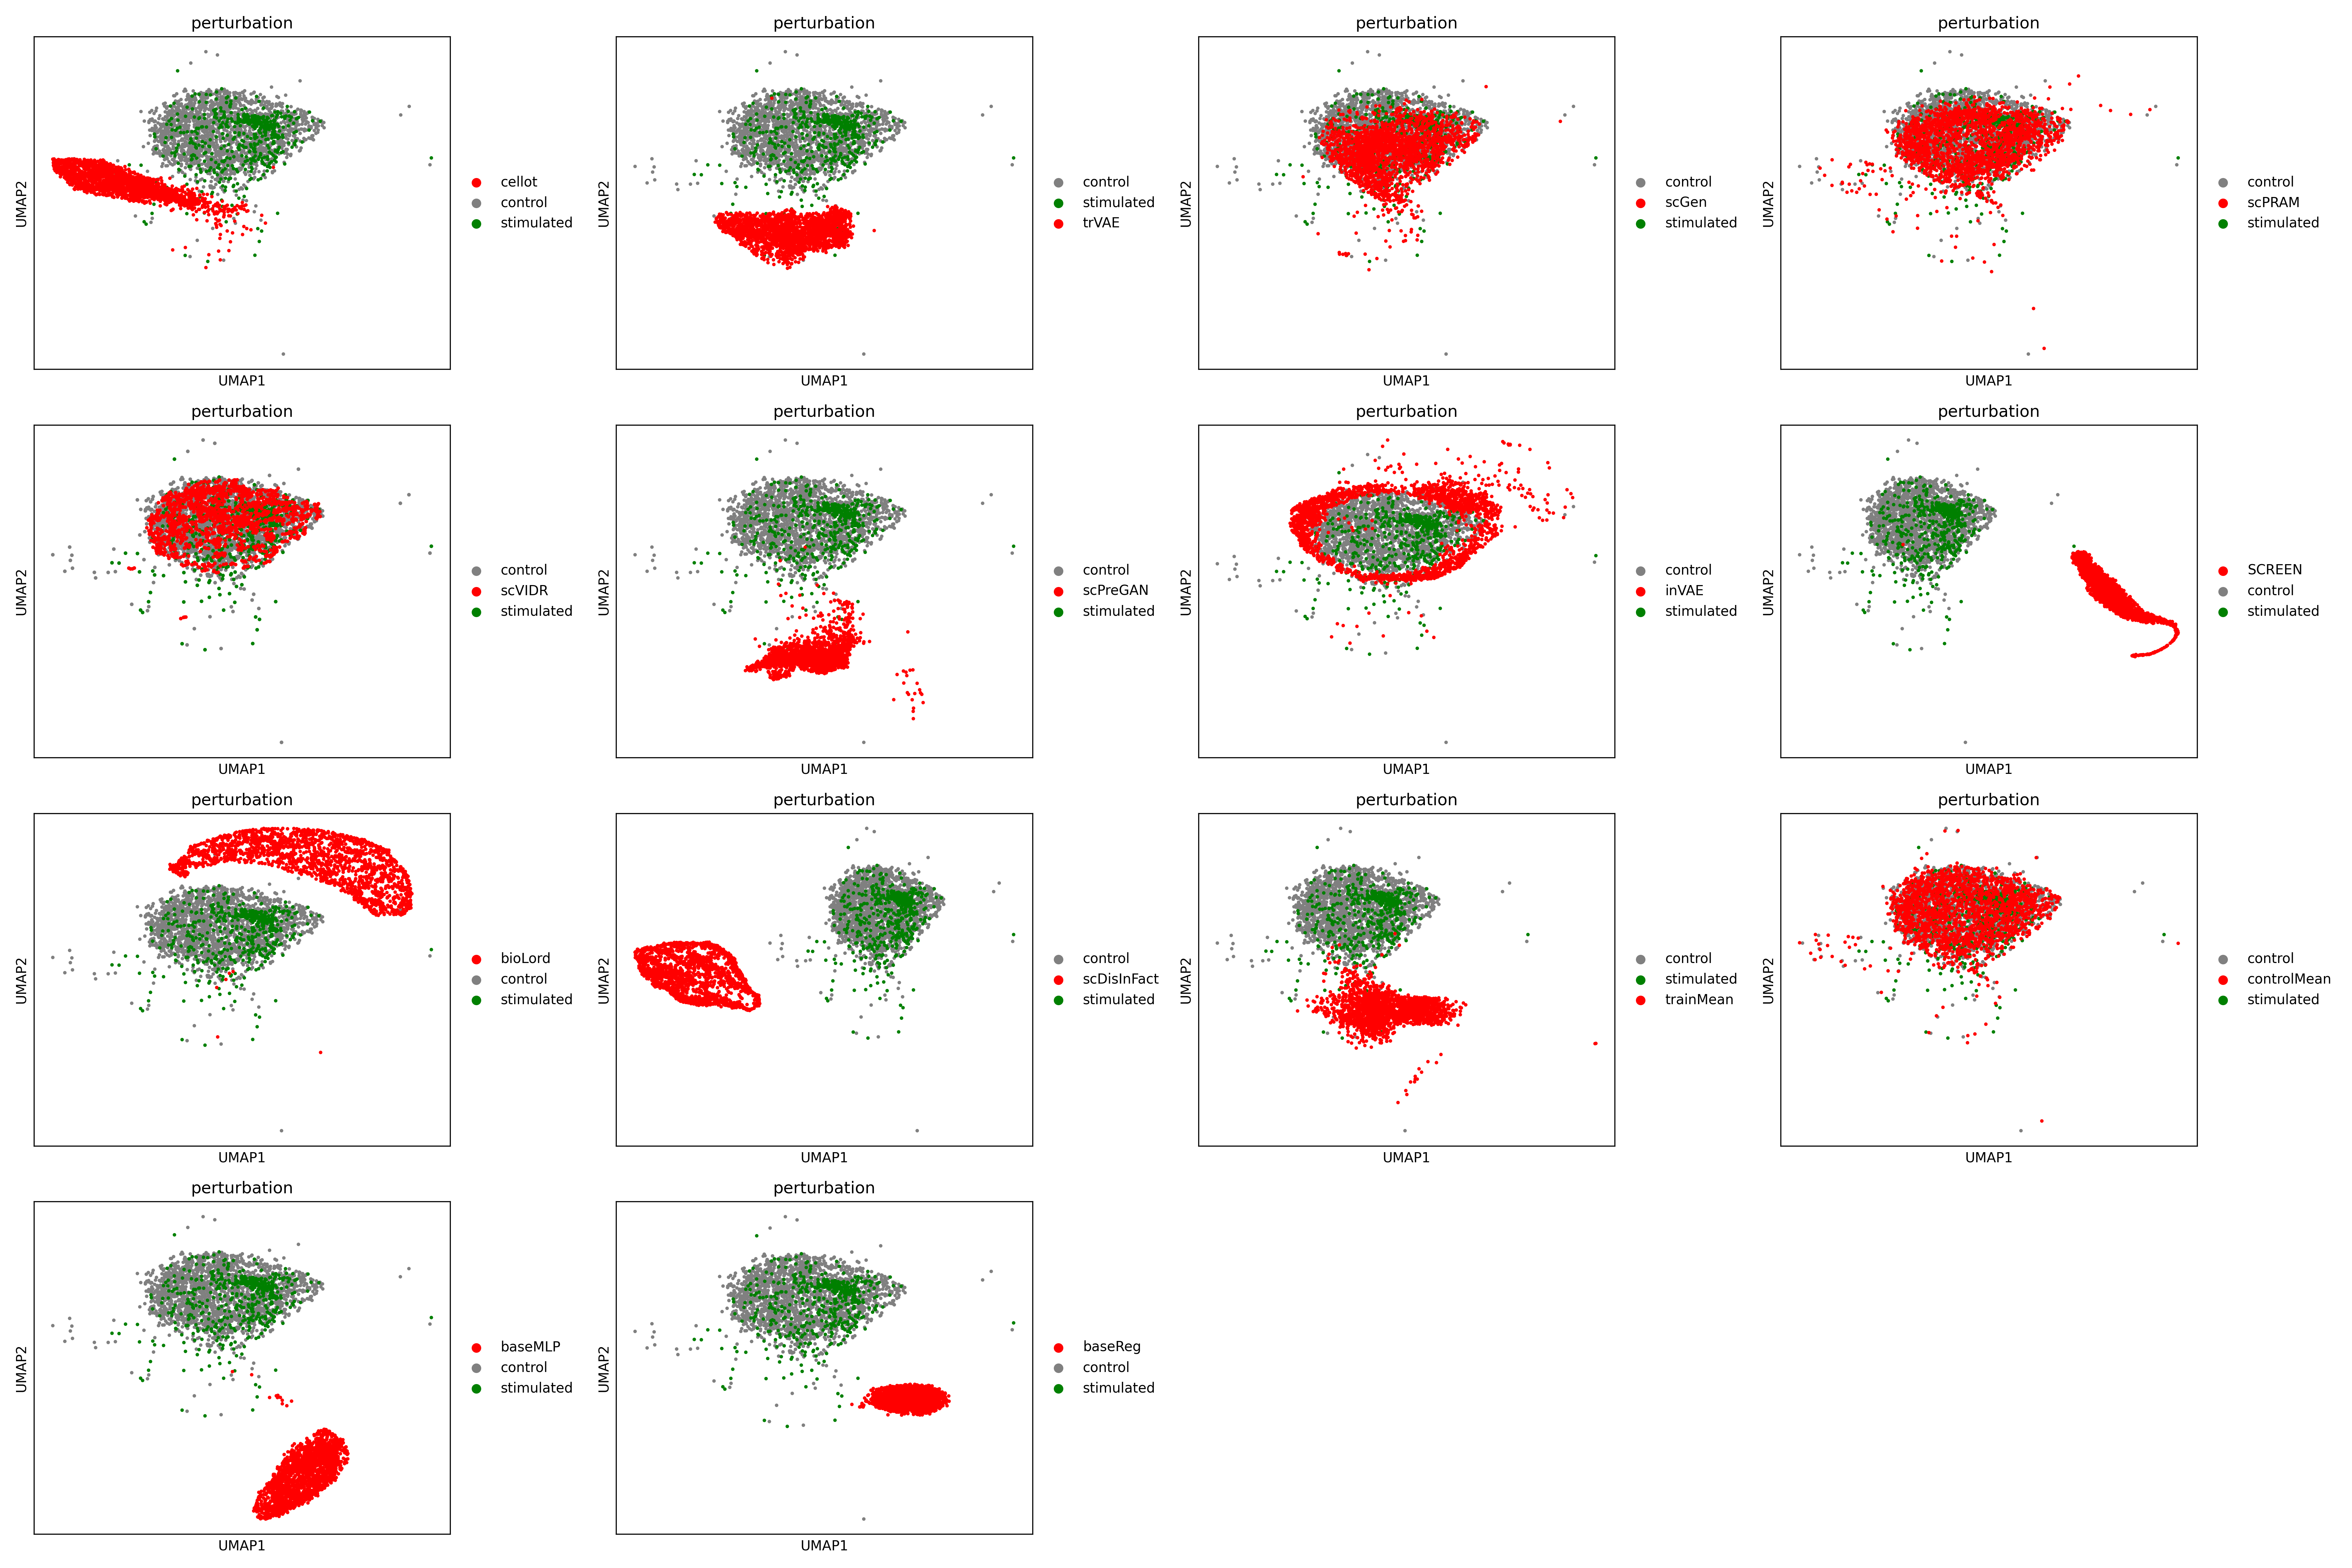 perturbation
UMAP2
UMAP1
cellot
control
stimulated
perturbation
UMAP2
UMAP1
control
stimulated
trVAE
perturbation
UMAP2
UMAP1
control
scGen
stimulated
perturbation
UMAP2
UMAP1
control
scPRAM
stimulated
perturbation
UMAP2
UMAP1
control
scVIDR
stimulated
perturbation
UMAP2
UMAP1
control
scPreGAN
stimulated
perturbation
UMAP2
UMAP1
control
inVAE
stimulated
perturbation
UMAP2
UMAP1
SCREEN
control
stimulated
perturbation
UMAP2
UMAP1
bioLord
control
stimulated
perturbation
UMAP2
UMAP1
control
scDisInFact
stimulated
perturbation
UMAP2
UMAP1
control
stimulated
trainMean
perturbation
UMAP2
UMAP1
control
controlMean
stimulated
perturbation
UMAP2
UMAP1
baseMLP
control
stimulated
perturbation
UMAP2
UMAP1
baseReg
control
stimulated